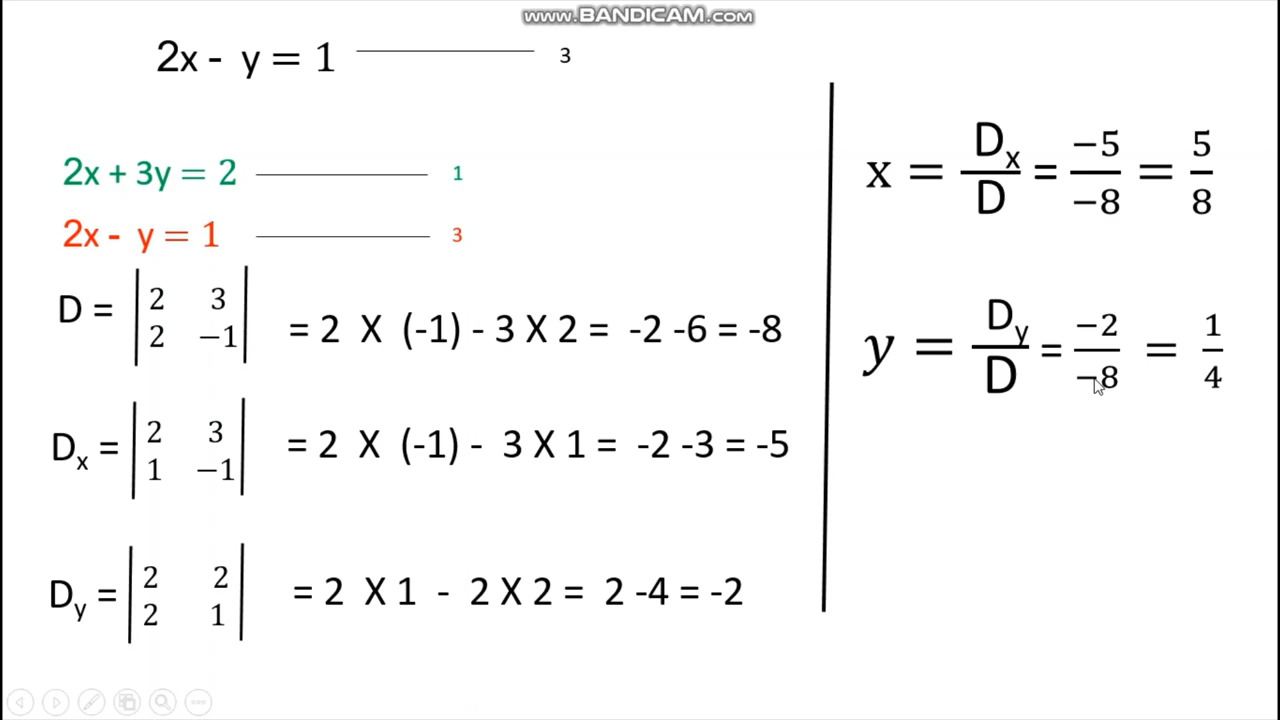 www.BANDICAM.com
2x - y = 1 3
2x + 3y = 2 1
2x - y = 1 3
D = | 2 3 | = 2 X (-1) - 3 X 2 = -2 -6 = -8
| 2 −1 |
Dx = | 2 3 | = 2 X (-1) - 3 X 1 = -2 -3 = -5
| 1 −1 |
Dy = | 2 2 | = 2 X 1 - 2 X 2 = 2 -4 = -2
| 2 1 |
x = Dx/D = −5/−8 = 5/8
y = Dy/D = −2/−8 = 1/4